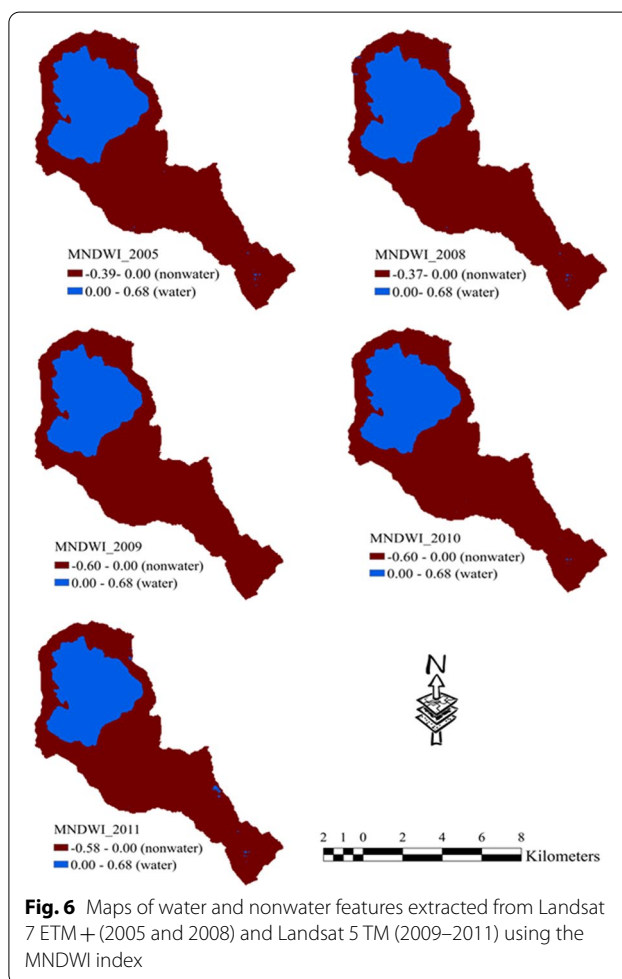 MNDWI_2005
-0.39- 0.00 (nonwater)
0.00 - 0.68 (water)
MNDWI_2008
-0.37- 0.00 (nonwater)
0.00- 0.68 (water)
MNDWI_2009
-0.60 - 0.00 (nonwater)
0.00 - 0.68 (water)
MNDWI_2010
-0.60 - 0.00 (nonwater)
0.00 - 0.68 (water)
MNDWI_2011
-0.58 - 0.00 (nonwater)
0.00 - 0.68 (water)
N
2 1 0 2 4 6 8
Kilometers
Fig. 6 Maps of water and nonwater features extracted from Landsat
7 ETM + (2005 and 2008) and Landsat 5 TM (2009–2011) using the
MNDWI index